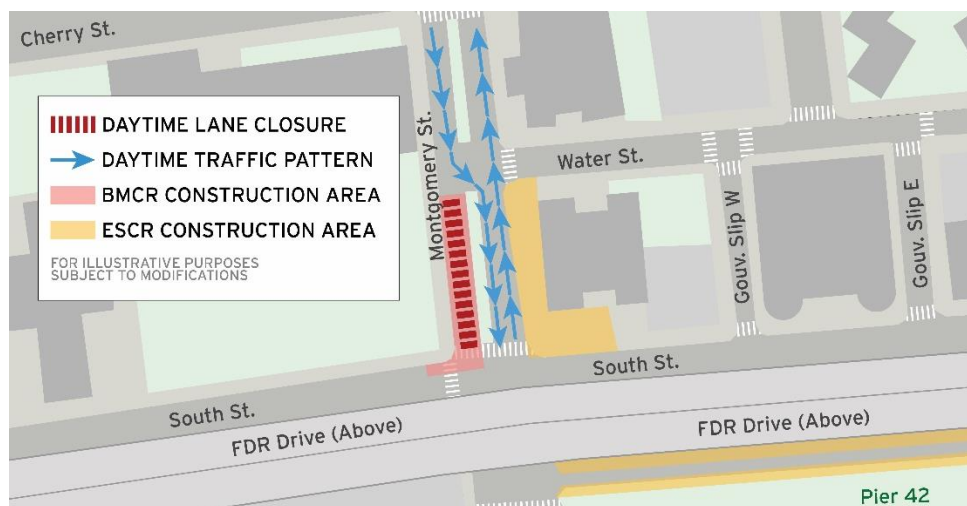 Cherry St.
DAYTIME LANE CLOSURE
DAYTIME TRAFFIC PATTERN
BMCR CONSTRUCTION AREA
ESCR CONSTRUCTION AREA
FOR ILLUSTRATIVE PURPOSES
SUBJECT TO MODIFICATIONS
Montgomery St.
Water St.
Gouv. Slip W
Gouv. Slip E
South St.
South St.
FDR Drive (Above)
FDR Drive (Above)
Pier 42